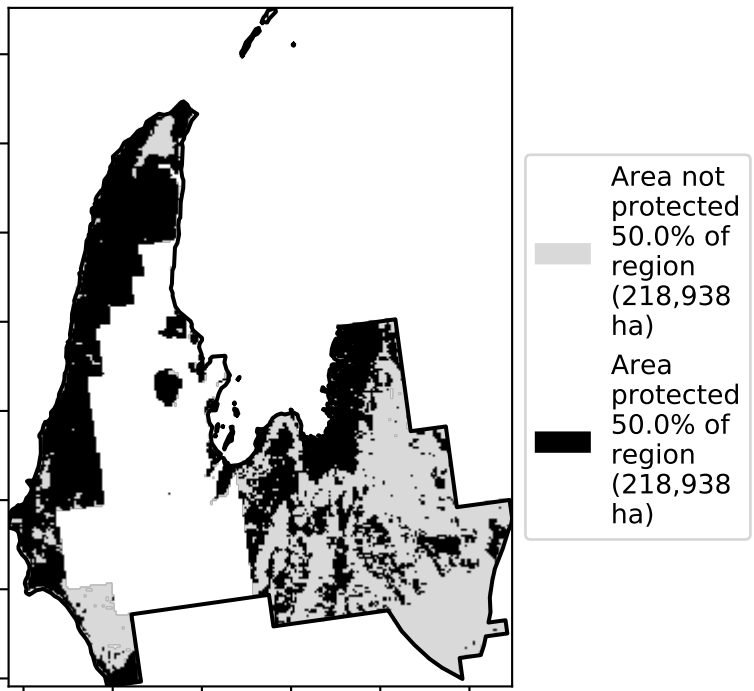 Area not
protected
50.0% of
region
(218,938
ha)
Area
protected
50.0% of
region
(218,938
ha)